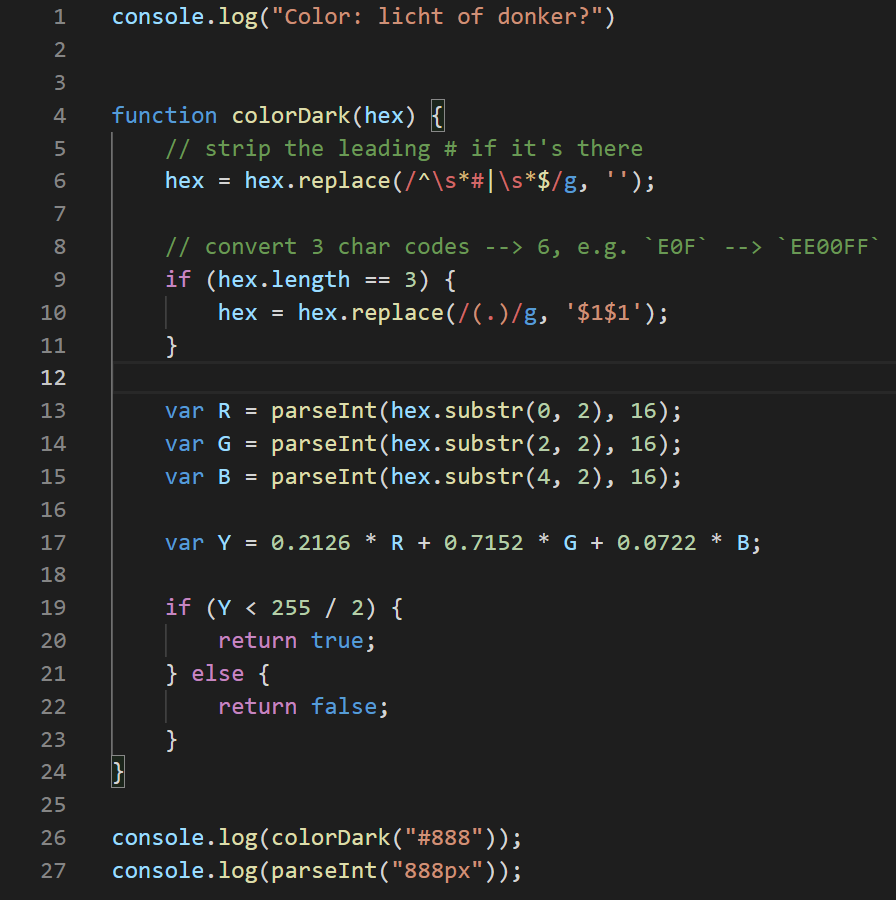 1 console.log("Color: licht of donker?")
2
3
4 function colorDark(hex) {
5 // strip the leading # if it's there
6 hex = hex.replace(/^\s*#|\s*$/g, '');
7
8 // convert 3 char codes --> 6, e.g. `E0F` --> `EE00FF`
9 if (hex.length == 3) {
10 hex = hex.replace(/(.)/g, '$1$1');
11 }
12
13 var R = parseInt(hex.substr(0, 2), 16);
14 var G = parseInt(hex.substr(2, 2), 16);
15 var B = parseInt(hex.substr(4, 2), 16);
16
17 var Y = 0.2126 * R + 0.7152 * G + 0.0722 * B;
18
19 if (Y < 255 / 2) {
20 return true;
21 } else {
22 return false;
23 }
24 }
25
26 console.log(colorDark("#888"));
27 console.log(parseInt("888px"));